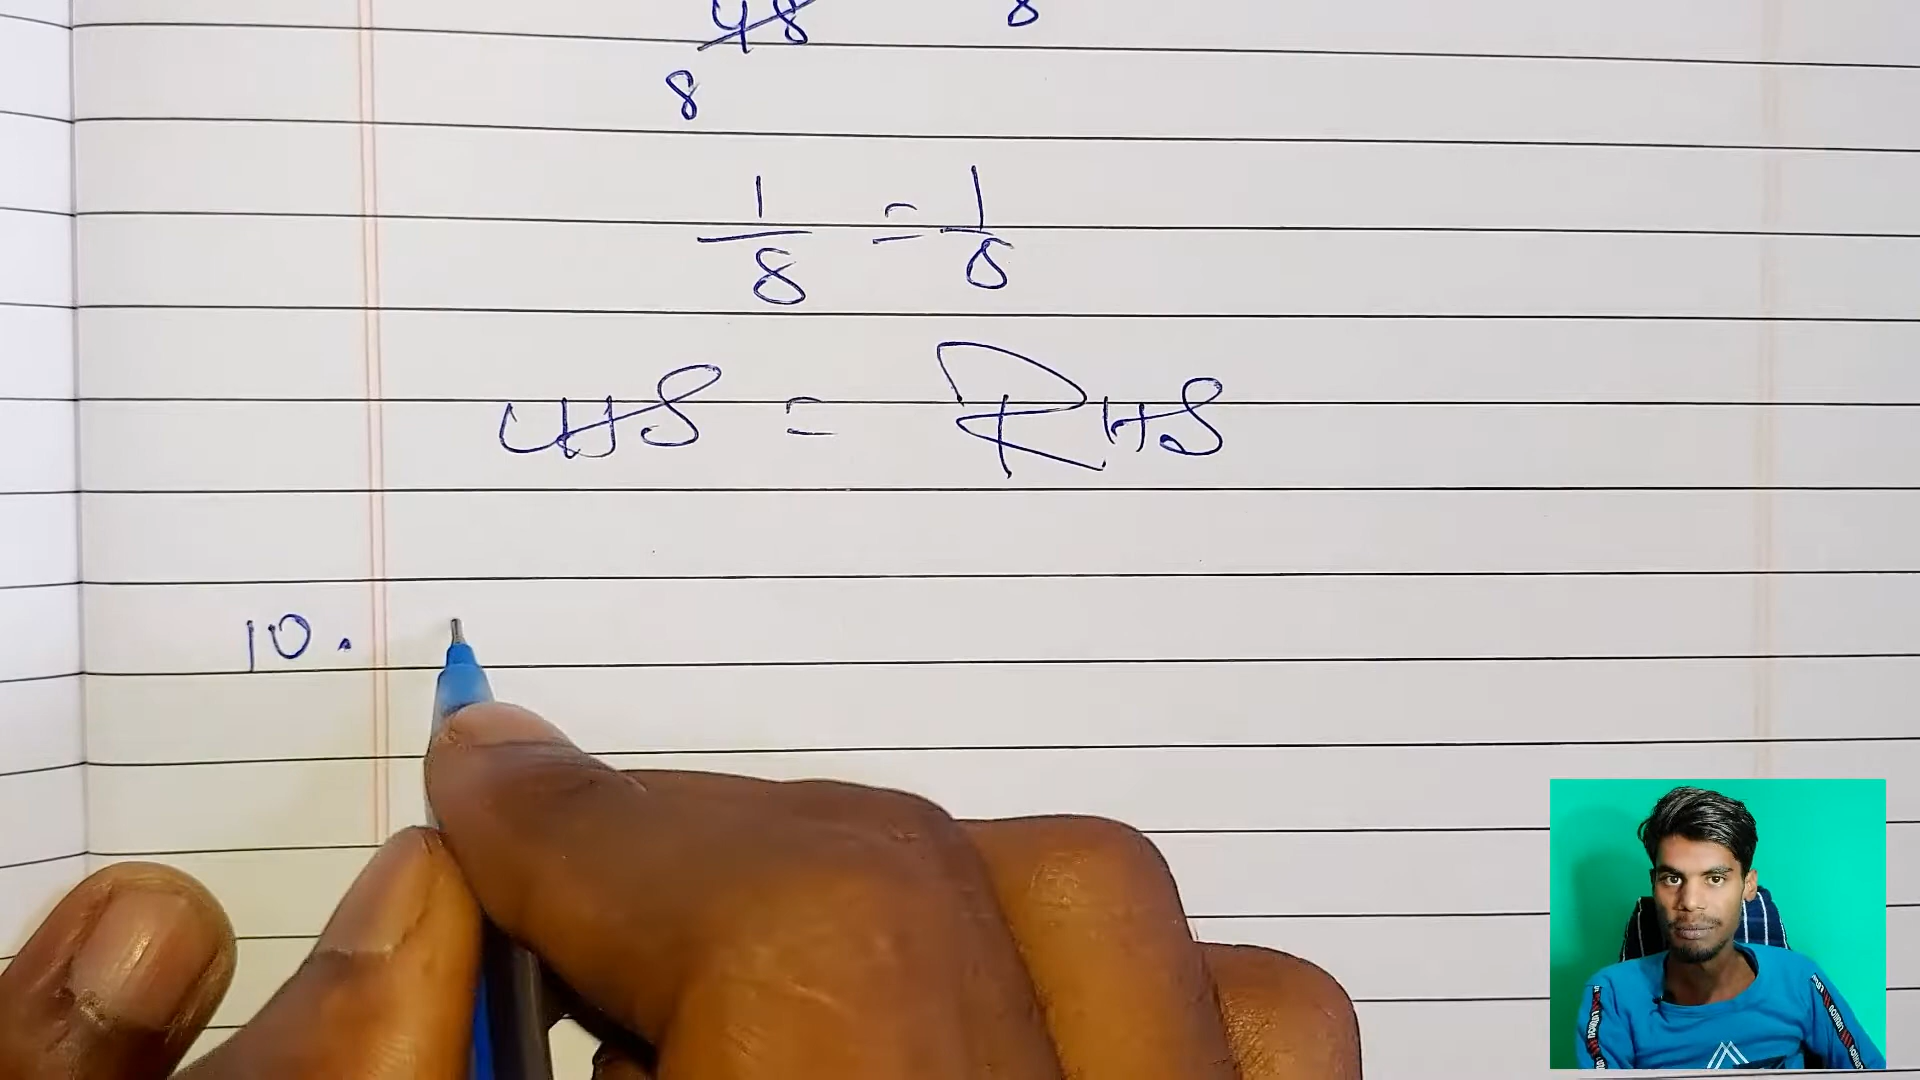 48 8
8
1/8 = 1/8
LHS = RHS
10.